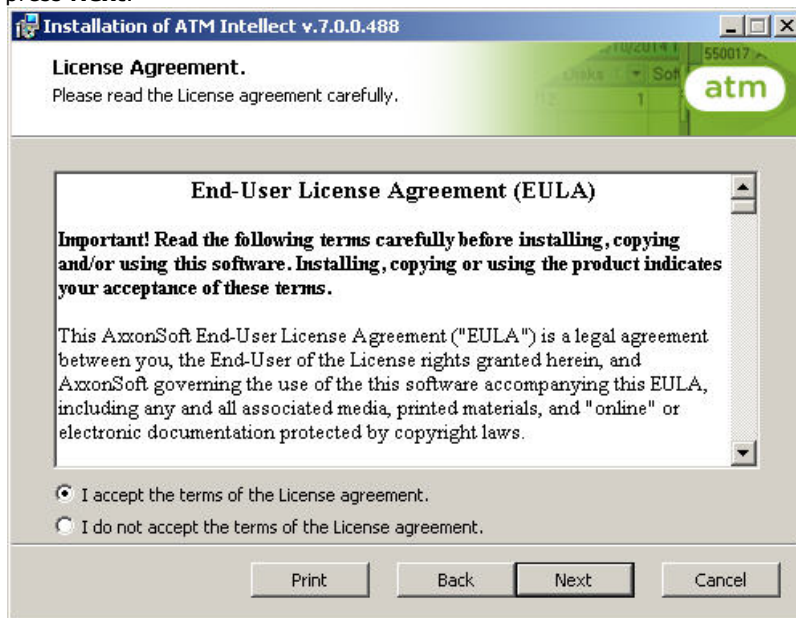 press Next.
Installation of ATM Intellect v.7.0.0.488
License Agreement.
Please read the License agreement carefully.
550017
1
atm
End-User License Agreement (EULA)
Important! Read the following terms carefully before installing, copying
and/or using this software. Installing, copying or using the product indicates
your acceptance of these terms.
This AxxonSoft End-User License Agreement ("EULA") is a legal agreement
between you, the End-User of the License rights granted herein, and
AxxonSoft governing the use of the this software accompanying this EULA,
including any and all associated media, printed materials, and "online" or
electronic documentation protected by copyright laws.
I accept the terms of the License agreement.
I do not accept the terms of the License agreement.
Print Back Next Cancel